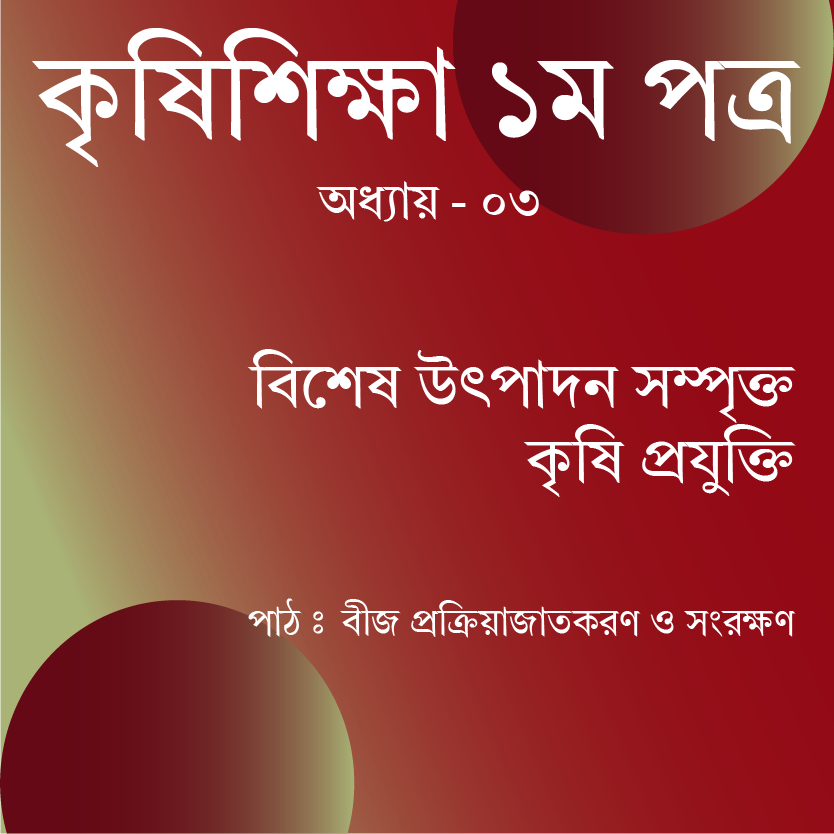 কৃষিশিক্ষা ১ম পত্র
অধ্যায় - ০৩
বিশেষ উৎপাদন সম্পৃক্ত
কৃষি প্রযুক্তি
পাঠ ঃ বীজ প্রক্রিয়াজাতকরণ ও সংরক্ষণ